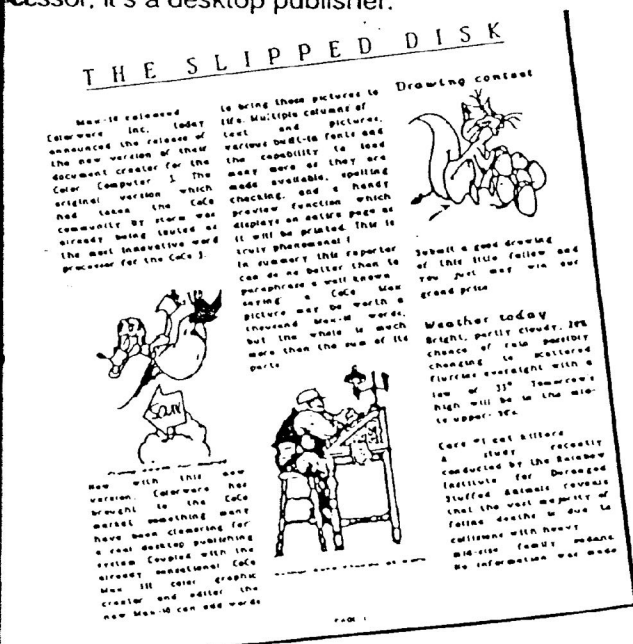 cessor, it's a desktop publisher.
THE SLIPPED DISK
Max-10 released
Colorware Inc. today
announced the release of
the new version of their
document creator for the
Color Computer 3. The
original version which
had taken the CoCo
community by storm was
already being touted as
the most innovative word
processor for the CoCo 3.
Now with this new
version, Colorware has
brought to the CoCo
market something many
have been clamoring for
a real desktop publishing
system Coupled with the
already sensational CoCo
Max III color graphic
creator and editor the
new Max-10 can add words
to bring those pictures to
life. Multiple columns of
text and pictures,
various built-in fonts and
the capability to load
many more as they are
made available, spelling
checking, and a handy
preview function which
displays an entire page as
it will be printed. This is
truly phenomenal!
In summary this reporter
can do no better than to
paraphrase a well known
saying: a CoCo Max
picture may be worth a
thousand Max-10 words,
but the whole is much
more than the sum of its
parts
Drawing contest
Submit a good drawing
of this little fellow and
you just may win our
grand prize
Weather today
Bright, partly cloudy, 20%
chance of rain possibly
changing to scattered
flurries overnight with a
low of 33° Tomorrow's
high will be in the mid-
to upper- 30s
Cars #1 cat killers
A study recently
conducted by the Rainbow
Institute for Deranged
Stuffed Animals reveals
that the vast majority of
feline deaths is due to
collisions with heavy
mid-size family sedans
No information was made
PAGE 1